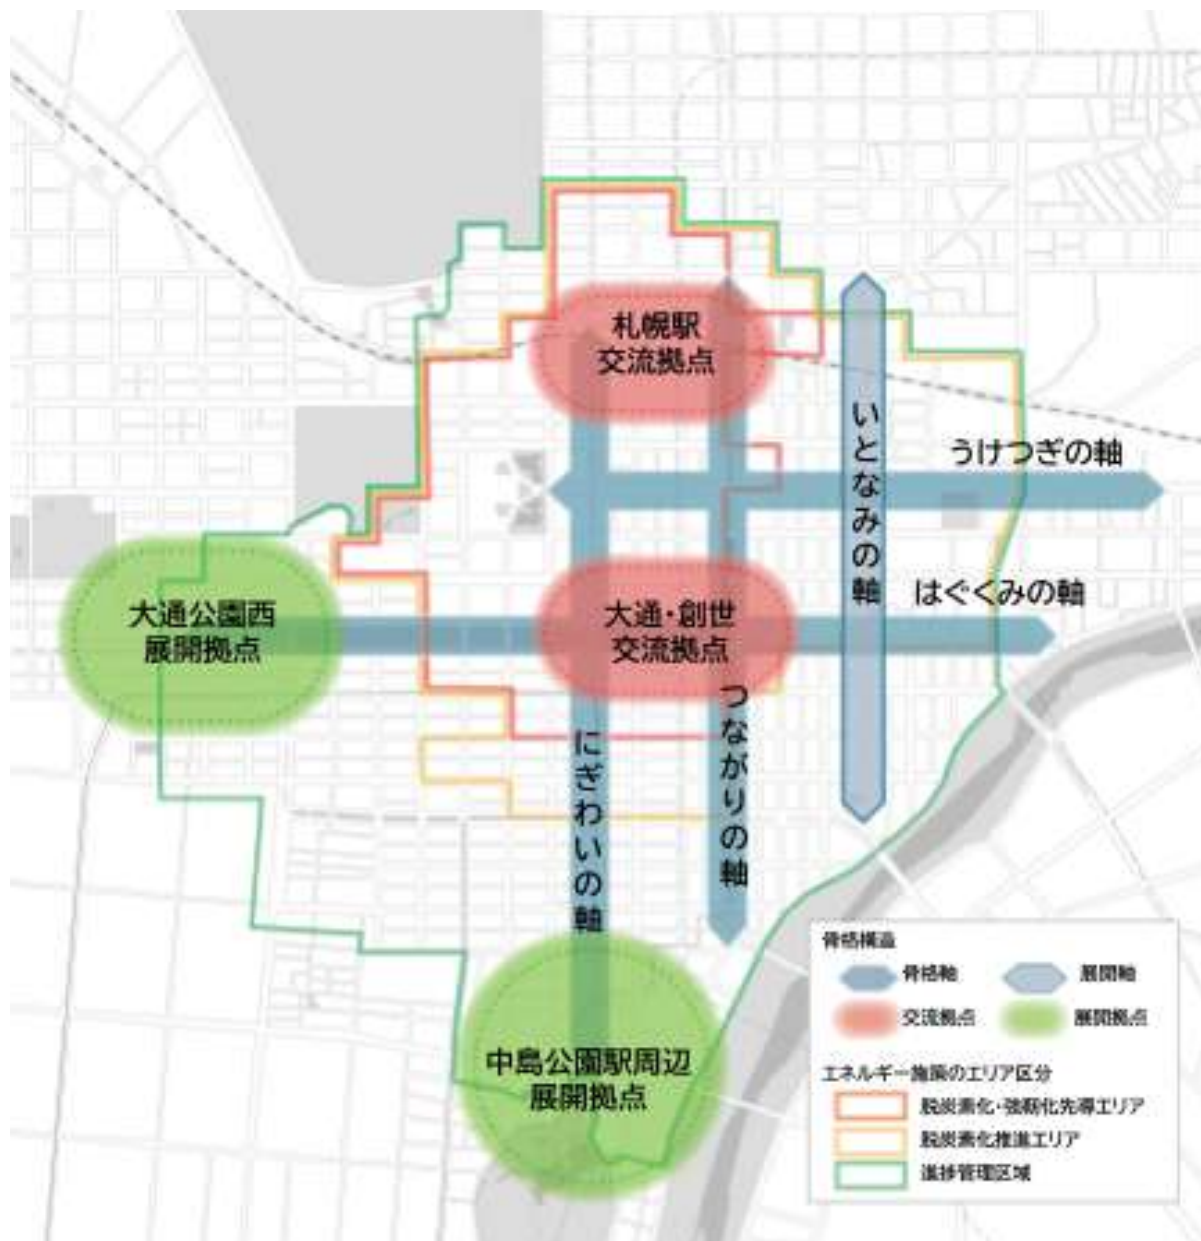 札幌駅
交流拠点
いとなみの軸
うけつぎの軸
大通公園西
展開拠点
大通・創世
交流拠点
はぐくみの軸
つながりの軸
にぎわいの軸
中島公園駅周辺
展開拠点
骨格構造
骨格軸
展開軸
交流拠点
展開拠点
エネルギー施策のエリア区分
脱炭素化・強靭化先導エリア
脱炭素化推進エリア
進捗管理区域